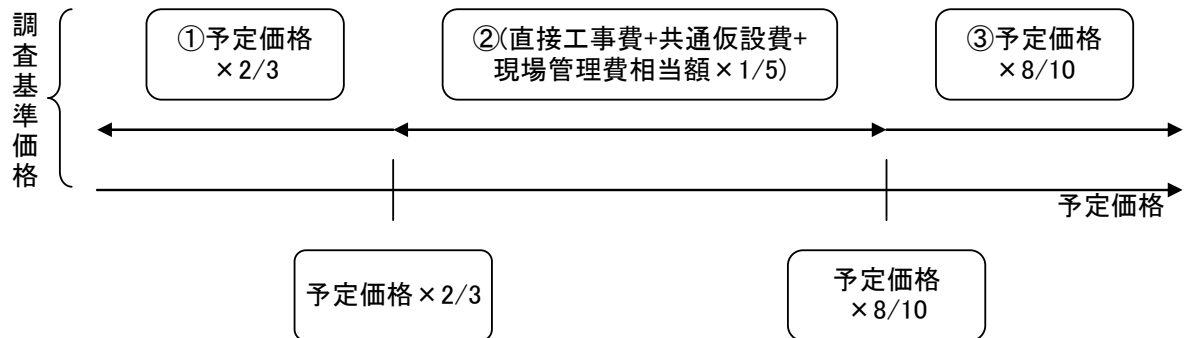 調査基準価格
①予定価格
×2/3
②(直接工事費+共通仮設費+
現場管理費相当額×1/5)
③予定価格
×8/10
予定価格
予定価格×2/3
予定価格
×8/10